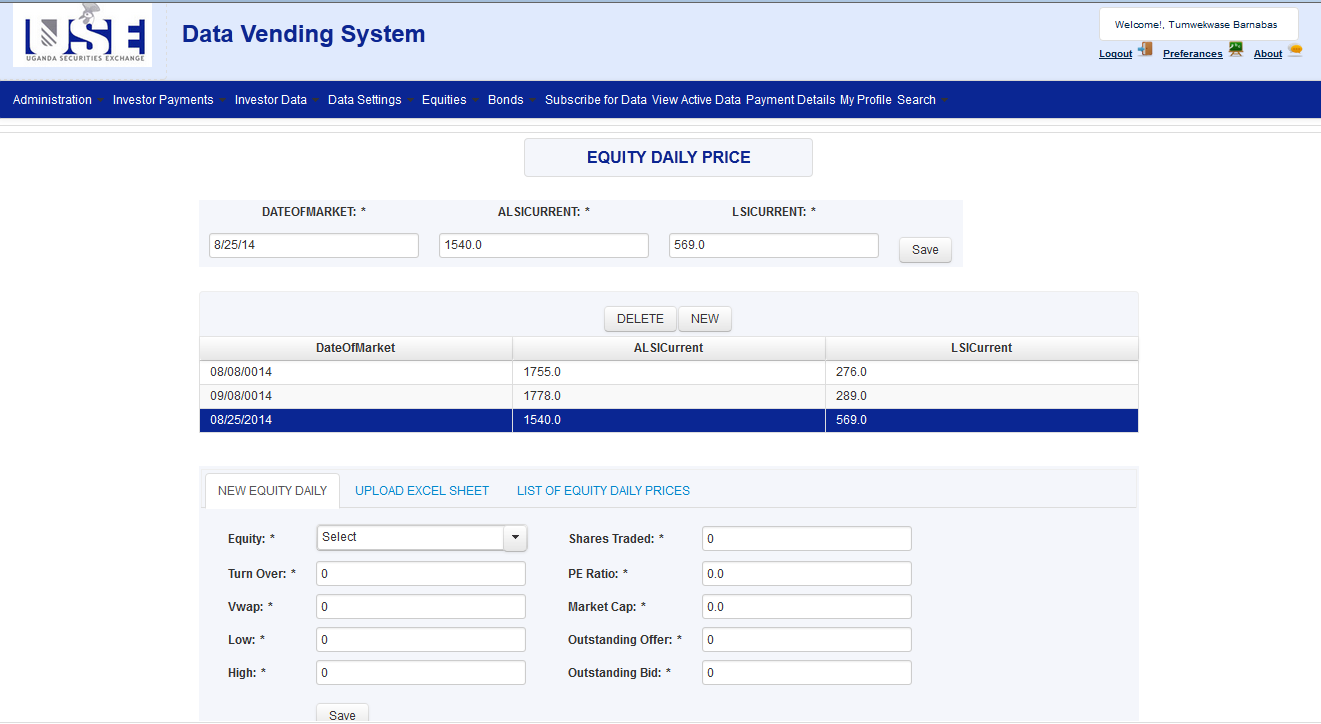 USE
UGANDA SECURITIES EXCHANGE
Data Vending System
Welcome!, Tumwekwase Barnabas
Logout Preferances About
Administration Investor Payments Investor Data Data Settings Equities Bonds Subscribe for Data View Active Data Payment Details My Profile Search
EQUITY DAILY PRICE
DATEOFMARKET: * ALSICURRENT: * LSICURRENT: *
8/25/14 1540.0 569.0 Save
DELETE NEW
DateOfMarket ALSICurrent LSICurrent
08/08/0014 1755.0 276.0
09/08/0014 1778.0 289.0
08/25/2014 1540.0 569.0
NEW EQUITY DAILY UPLOAD EXCEL SHEET LIST OF EQUITY DAILY PRICES
Equity: * Select Shares Traded: * 0
Turn Over: * 0 PE Ratio: * 0.0
Vwap: * 0 Market Cap: * 0.0
Low: * 0 Outstanding Offer: * 0
High: * 0 Outstanding Bid: * 0
Save